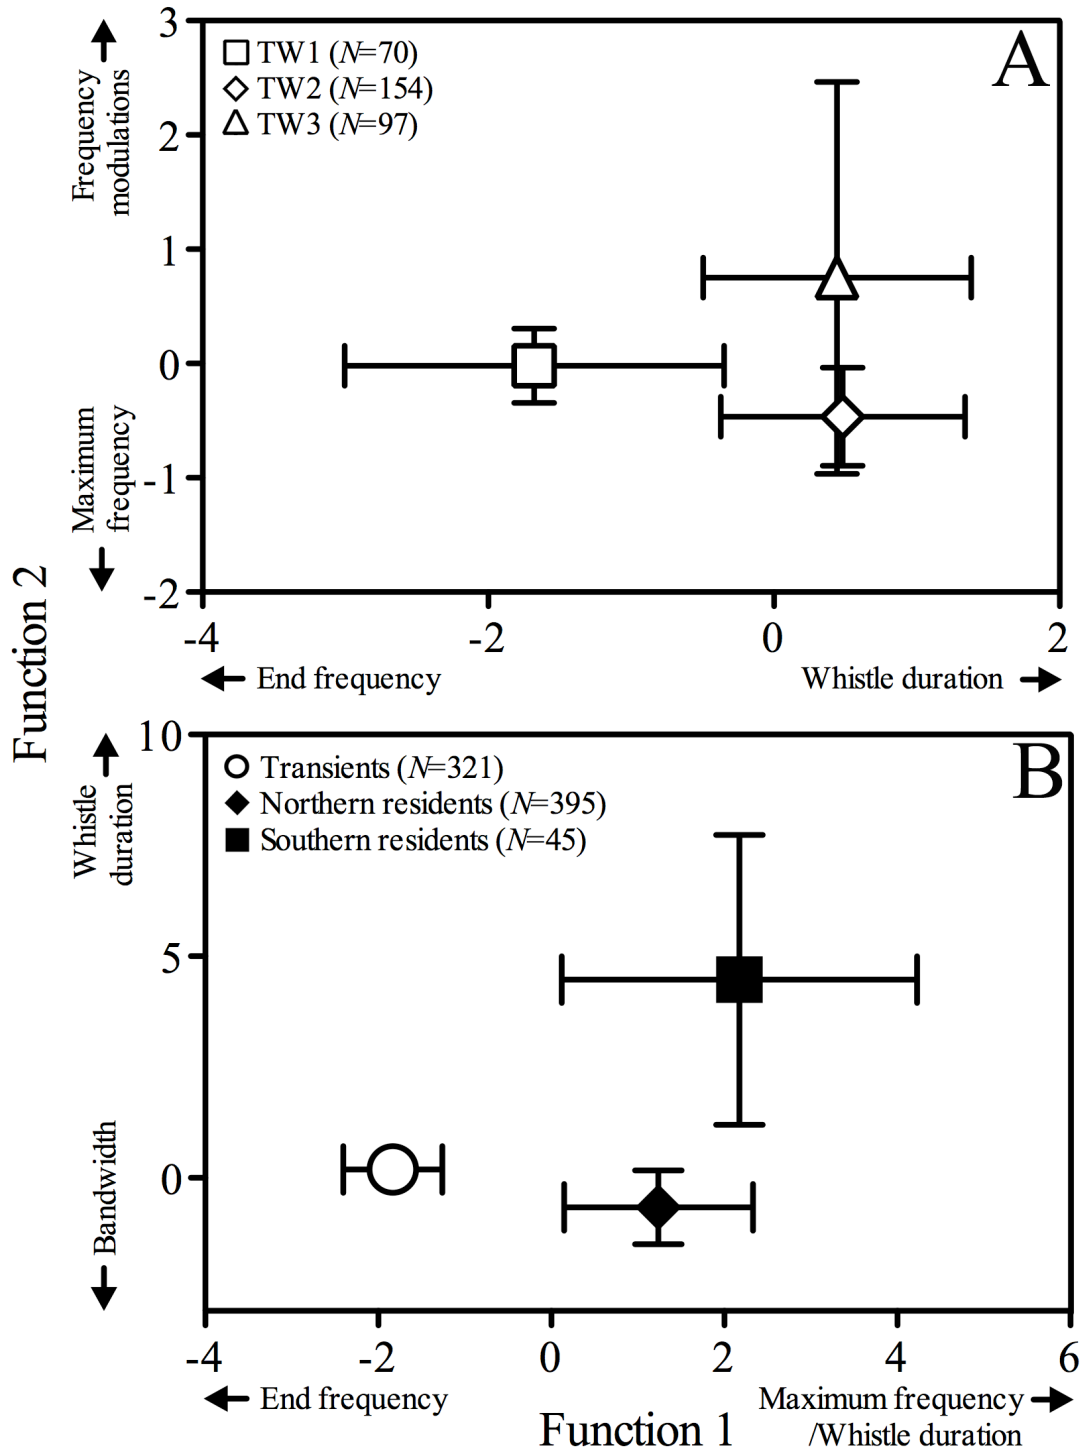 A
TW1 (N=70)
TW2 (N=154)
TW3 (N=97)
Frequency
modulations
Maximum
frequency
3
2
1
0
-1
-2
-4
-2
0
2
End frequency
Whistle duration
Function 2
B
Transients (N=321)
Northern residents (N=395)
Southern residents (N=45)
Whistle
duration
Bandwidth
10
5
0
-4
-2
0
2
4
6
End frequency
Maximum frequency
/Whistle duration
Function 1